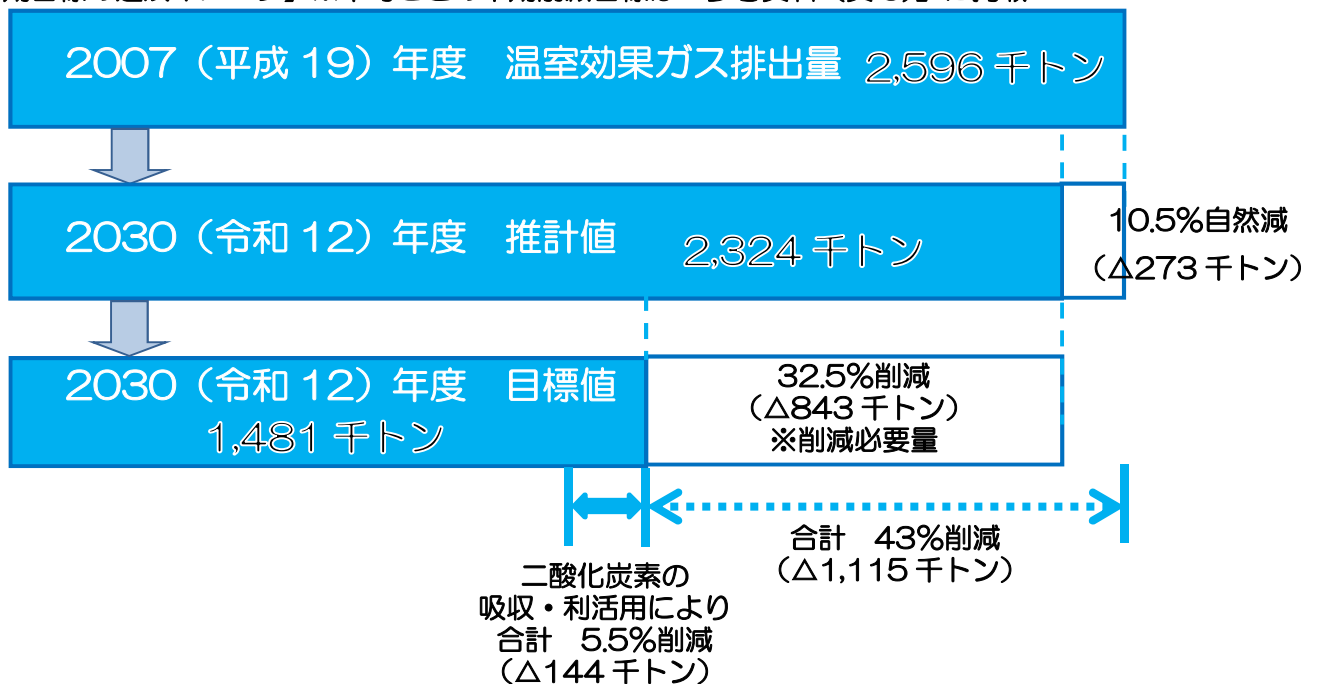 2007（平成 19）年度　温室効果ガス排出量 2,596 千トン
2030（令和 12）年度　推計値　2,324 千トン
10.5%自然減
（△273 千トン）
2030（令和 12）年度　目標値
1,481 千トン
32.5%削減
（△843 千トン）
※削減必要量
合計　43%削減
（△1,115 千トン）
二酸化炭素の
吸収・利活用により
合計　5.5%削減
（△144 千トン）